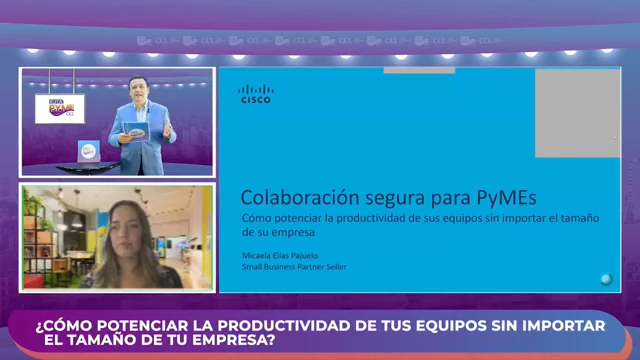 RUTA
PYME
CCL
CISCO
Colaboración segura para PyMEs
Cómo potenciar la productividad de sus equipos sin importar el tamaño
de su empresa
Micaela Elías Pajuelo
Small Business Partner Seller
¿CÓMO POTENCIAR LA PRODUCTIVIDAD DE TUS EQUIPOS SIN IMPORTAR
EL TAMAÑO DE TU EMPRESA?